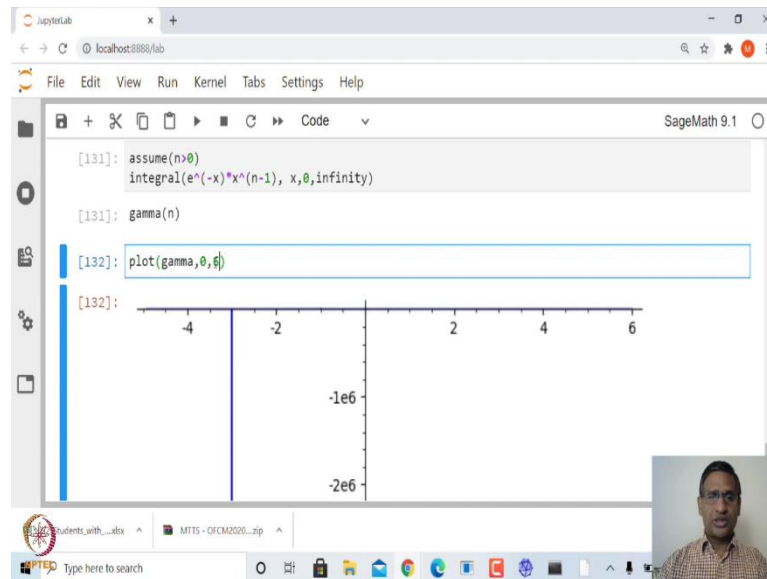 JupyterLab × +
localhost:8888/lab
File Edit View Run Kernel Tabs Settings Help
Code SageMath 9.1
[131]: assume(n>0)
integral(e^(-x)*x^(n-1), x,0,infinity)
[131]: gamma(n)
[132]: plot(gamma,0,6)
[132]:
-4 -2 2 4 6
-1e6
-2e6
MTTS - OFCM2020....zip
NPTEL
Type here to search